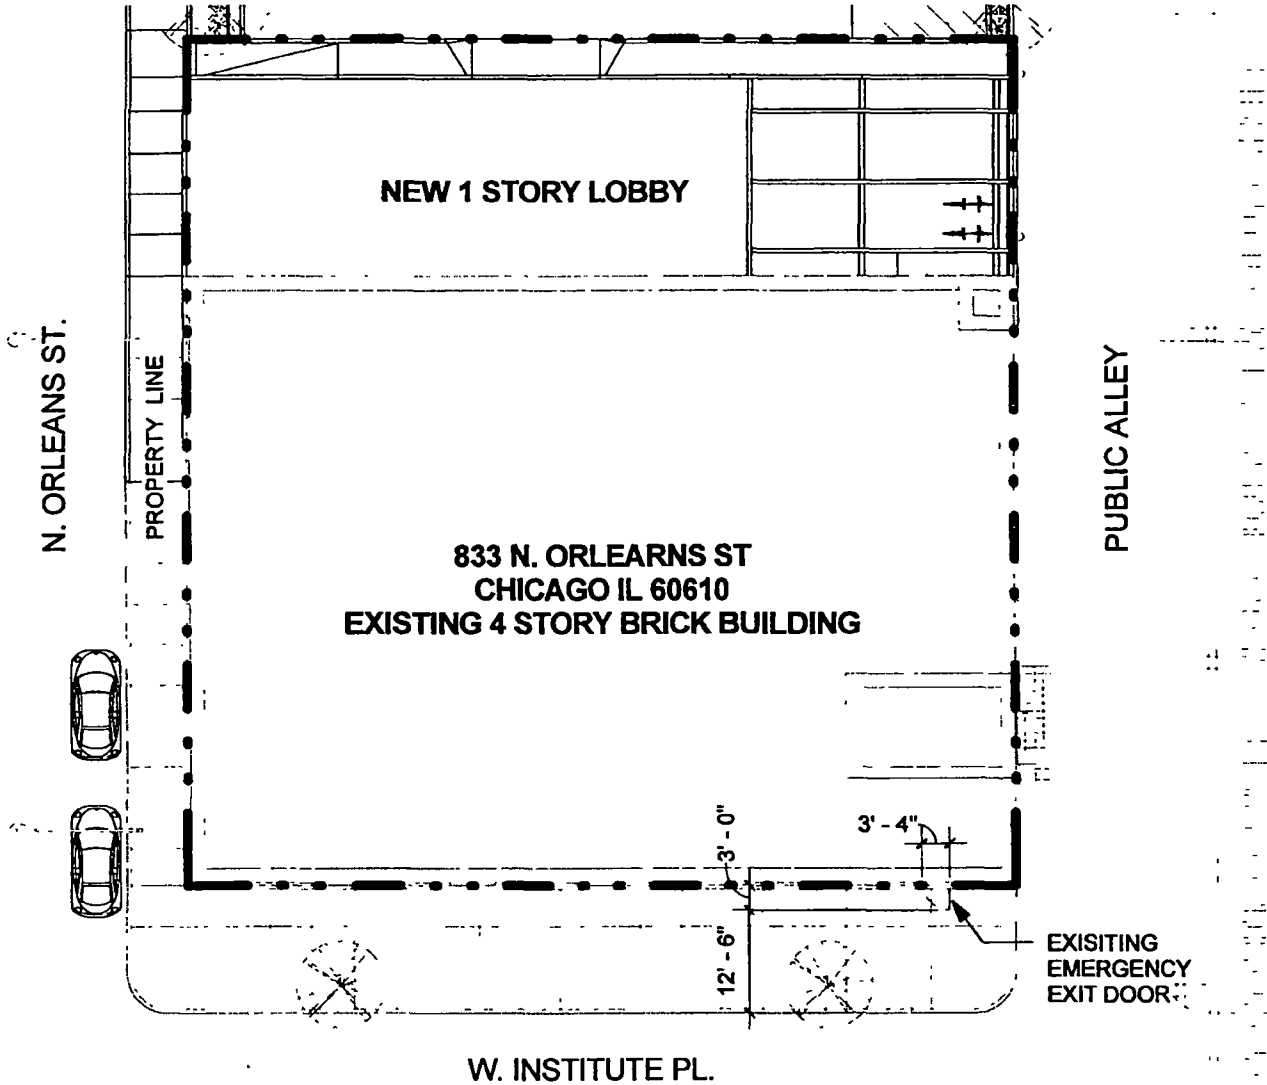 NEW 1 STORY LOBBY
N. ORLEANS ST.
PROPERTY LINE
PUBLIC ALLEY
833 N. ORLEARNS ST
CHICAGO IL 60610
EXISTING 4 STORY BRICK BUILDING
3' - 0"
3' - 4"
12' - 6"
EXISITING
EMERGENCY
EXIT DOOR
W. INSTITUTE PL.